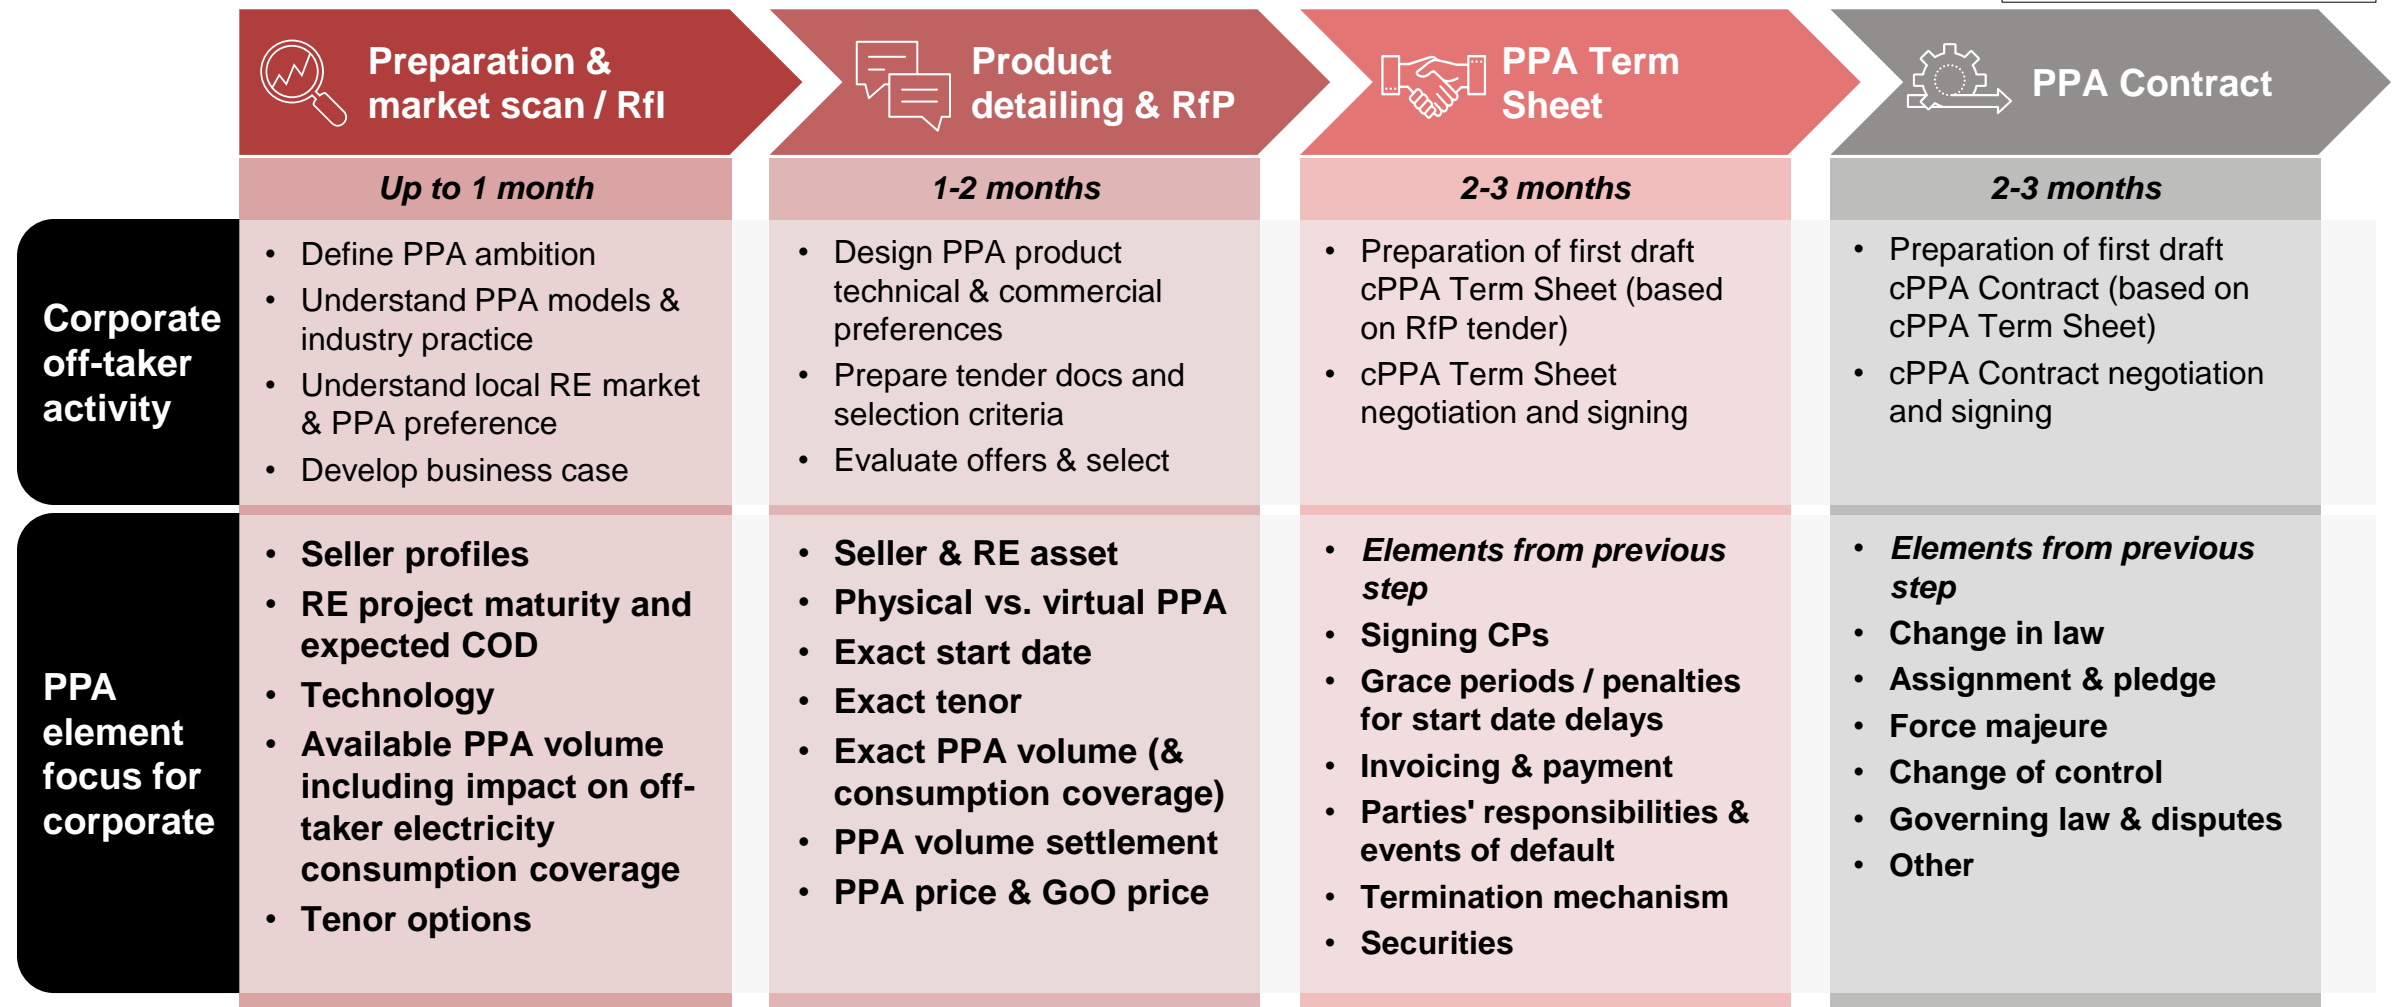 Preparation &
market scan / RfI
Product
detailing & RfP
PPA Term
Sheet
PPA Contract
Up to 1 month
1-2 months
2-3 months
2-3 months
Corporate
off-taker
activity
• Define PPA ambition
• Understand PPA models &
industry practice
• Understand local RE market
& PPA preference
• Develop business case
• Design PPA product
technical & commercial
preferences
• Prepare tender docs and
selection criteria
• Evaluate offers & select
• Preparation of first draft
cPPA Term Sheet (based
on RfP tender)
• cPPA Term Sheet
negotiation and signing
• Preparation of first draft
cPPA Contract (based on
cPPA Term Sheet)
• cPPA Contract negotiation
and signing
PPA
element
focus for
corporate
• Seller profiles
• RE project maturity and
expected COD
• Technology
• Available PPA volume
including impact on off-
taker electricity
consumption coverage
• Tenor options
• Seller & RE asset
• Physical vs. virtual PPA
• Exact start date
• Exact tenor
• Exact PPA volume (&
consumption coverage)
• PPA volume settlement
• PPA price & GoO price
• Elements from previous
step
• Signing CPs
• Grace periods / penalties
for start date delays
• Invoicing & payment
• Parties' responsibilities &
events of default
• Termination mechanism
• Securities
• Elements from previous
step
• Change in law
• Assignment & pledge
• Force majeure
• Change of control
• Governing law & disputes
• Other